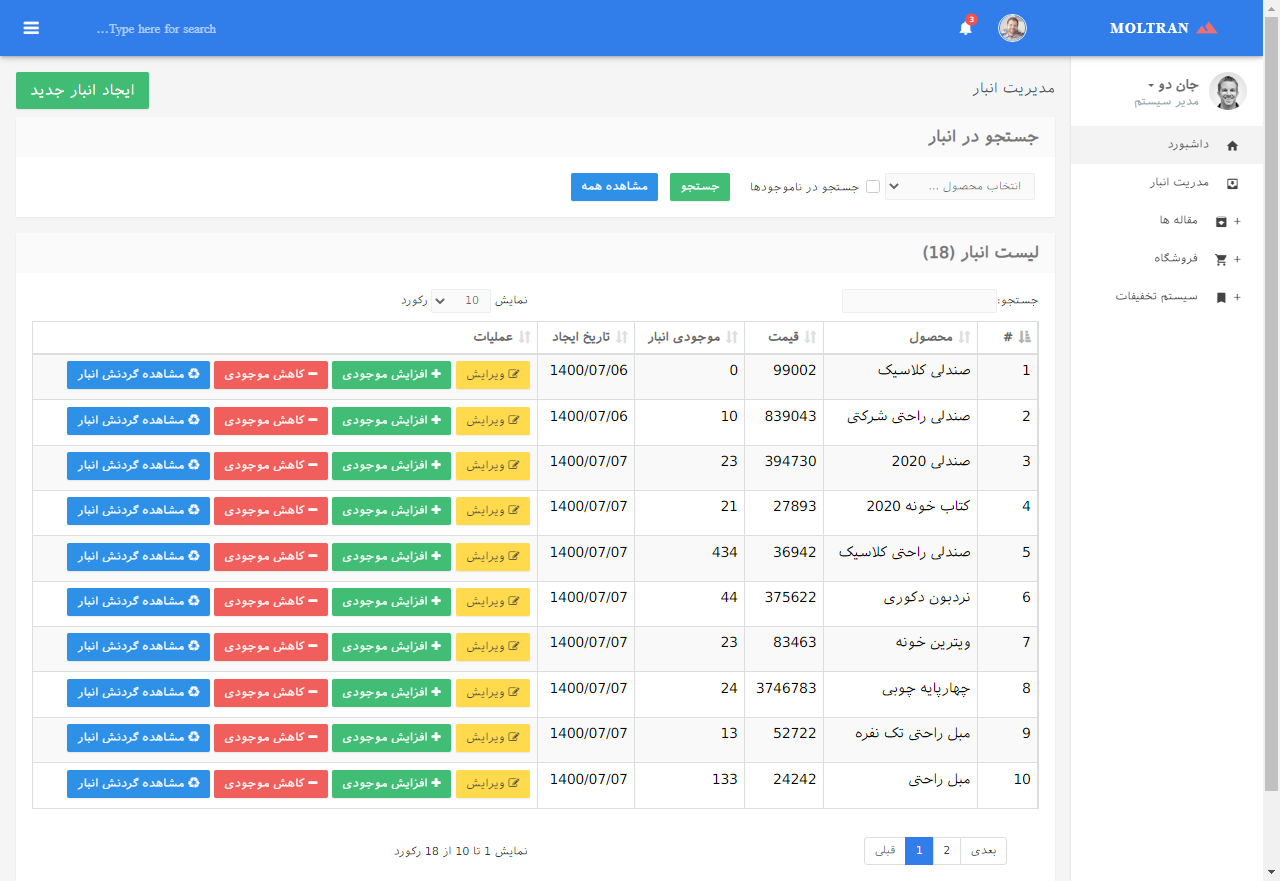 MOLTRAN
3
Type here for search...
جان دو
مدیر سیستم
داشبورد
مدریت انبار
مقاله ها +
فروشگاه +
سیستم تخفیفات +
مدیریت انبار
ایجاد انبار جدید
جستجو در انبار
انتخاب محصول ... جستجو در ناموجودها جستجو مشاهده همه
لیست انبار (18)
جستجو: نمایش 10 رکورد
# محصول قیمت موجودی انبار تاریخ ایجاد عملیات
1 صندلی کلاسیک 99002 0 1400/07/06 ویرایش افزایش موجودی کاهش موجودی مشاهده گردنش انبار
2 صندلی راحتی شرکتی 839043 10 1400/07/06 ویرایش افزایش موجودی کاهش موجودی مشاهده گردنش انبار
3 صندلی 2020 394730 23 1400/07/07 ویرایش افزایش موجودی کاهش موجودی مشاهده گردنش انبار
4 کتاب خونه 2020 27893 21 1400/07/07 ویرایش افزایش موجودی کاهش موجودی مشاهده گردنش انبار
5 صندلی راحتی کلاسیک 36942 434 1400/07/07 ویرایش افزایش موجودی کاهش موجودی مشاهده گردنش انبار
6 نردبون دکوری 375622 44 1400/07/07 ویرایش افزایش موجودی کاهش موجودی مشاهده گردنش انبار
7 ویترین خونه 83463 23 1400/07/07 ویرایش افزایش موجودی کاهش موجودی مشاهده گردنش انبار
8 چهارپایه چوبی 3746783 24 1400/07/07 ویرایش افزایش موجودی کاهش موجودی مشاهده گردنش انبار
9 مبل راحتی تک نفره 52722 13 1400/07/07 ویرایش افزایش موجودی کاهش موجودی مشاهده گردنش انبار
10 مبل راحتی 24242 133 1400/07/07 ویرایش افزایش موجودی کاهش موجودی مشاهده گردنش انبار
بعدی 2 1 قبلی
نمایش 1 تا 10 از 18 رکورد